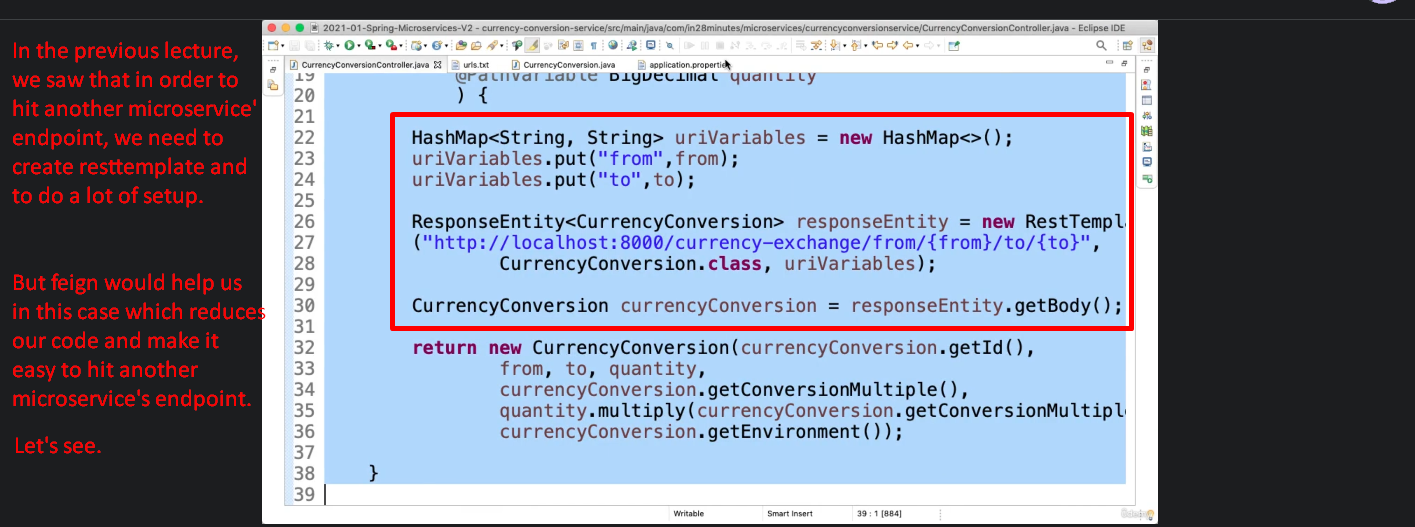 In the previous lecture,
we saw that in order to
hit another microservice'
endpoint, we need to
create resttemplate and
to do a lot of setup.
But feign would help us
in this case which reduces
our code and make it
easy to hit another
microservice's endpoint.
Let's see.
2021-01-Spring-Microservices-V2 - currency-conversion-service/src/main/java/com/in28minutes/microservices/currencyconversionservice/CurrencyConversionController.java - Eclipse IDE
CurrencyConversionController.java urls.txt CurrencyConversion.java application.properties
19 @PathVariable BigDecimal quantity
20 ) {
21
22 HashMap<String, String> uriVariables = new HashMap<>();
23 uriVariables.put("from",from);
24 uriVariables.put("to",to);
25
26 ResponseEntity<CurrencyConversion> responseEntity = new RestTempl
27 ("http://localhost:8000/currency-exchange/from/{from}/to/{to}",
28 CurrencyConversion.class, uriVariables);
29
30 CurrencyConversion currencyConversion = responseEntity.getBody();
31
32 return new CurrencyConversion(currencyConversion.getId(),
33 from, to, quantity,
34 currencyConversion.getConversionMultiple(),
35 quantity.multiply(currencyConversion.getConversionMultipl
36 currencyConversion.getEnvironment());
37
38 }
39
Writable Smart Insert 39 : 1 [884]